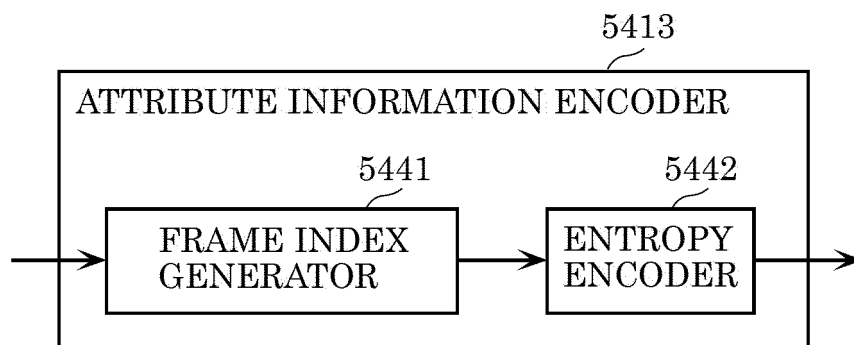 5413
ATTRIBUTE INFORMATION ENCODER
5441
5442
FRAME INDEX
GENERATOR
ENTROPY
ENCODER